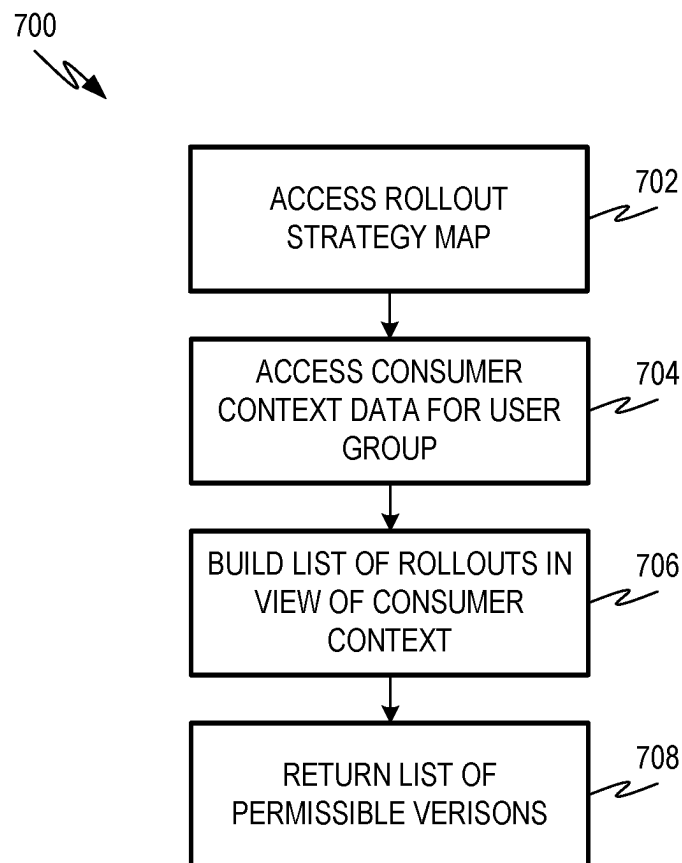 700
ACCESS ROLLOUT
STRATEGY MAP
702
ACCESS CONSUMER
CONTEXT DATA FOR USER
GROUP
704
BUILD LIST OF ROLLOUTS IN
VIEW OF CONSUMER
CONTEXT
706
RETURN LIST OF
PERMISSIBLE VERISONS
708